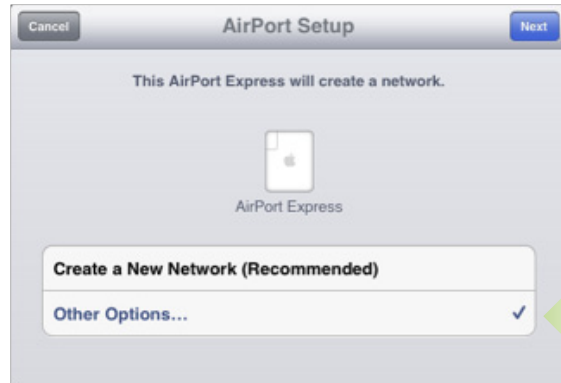 Cancel AirPort Setup Next
This AirPort Express will create a network.
AirPort Express
Create a New Network (Recommended)
Other Options...